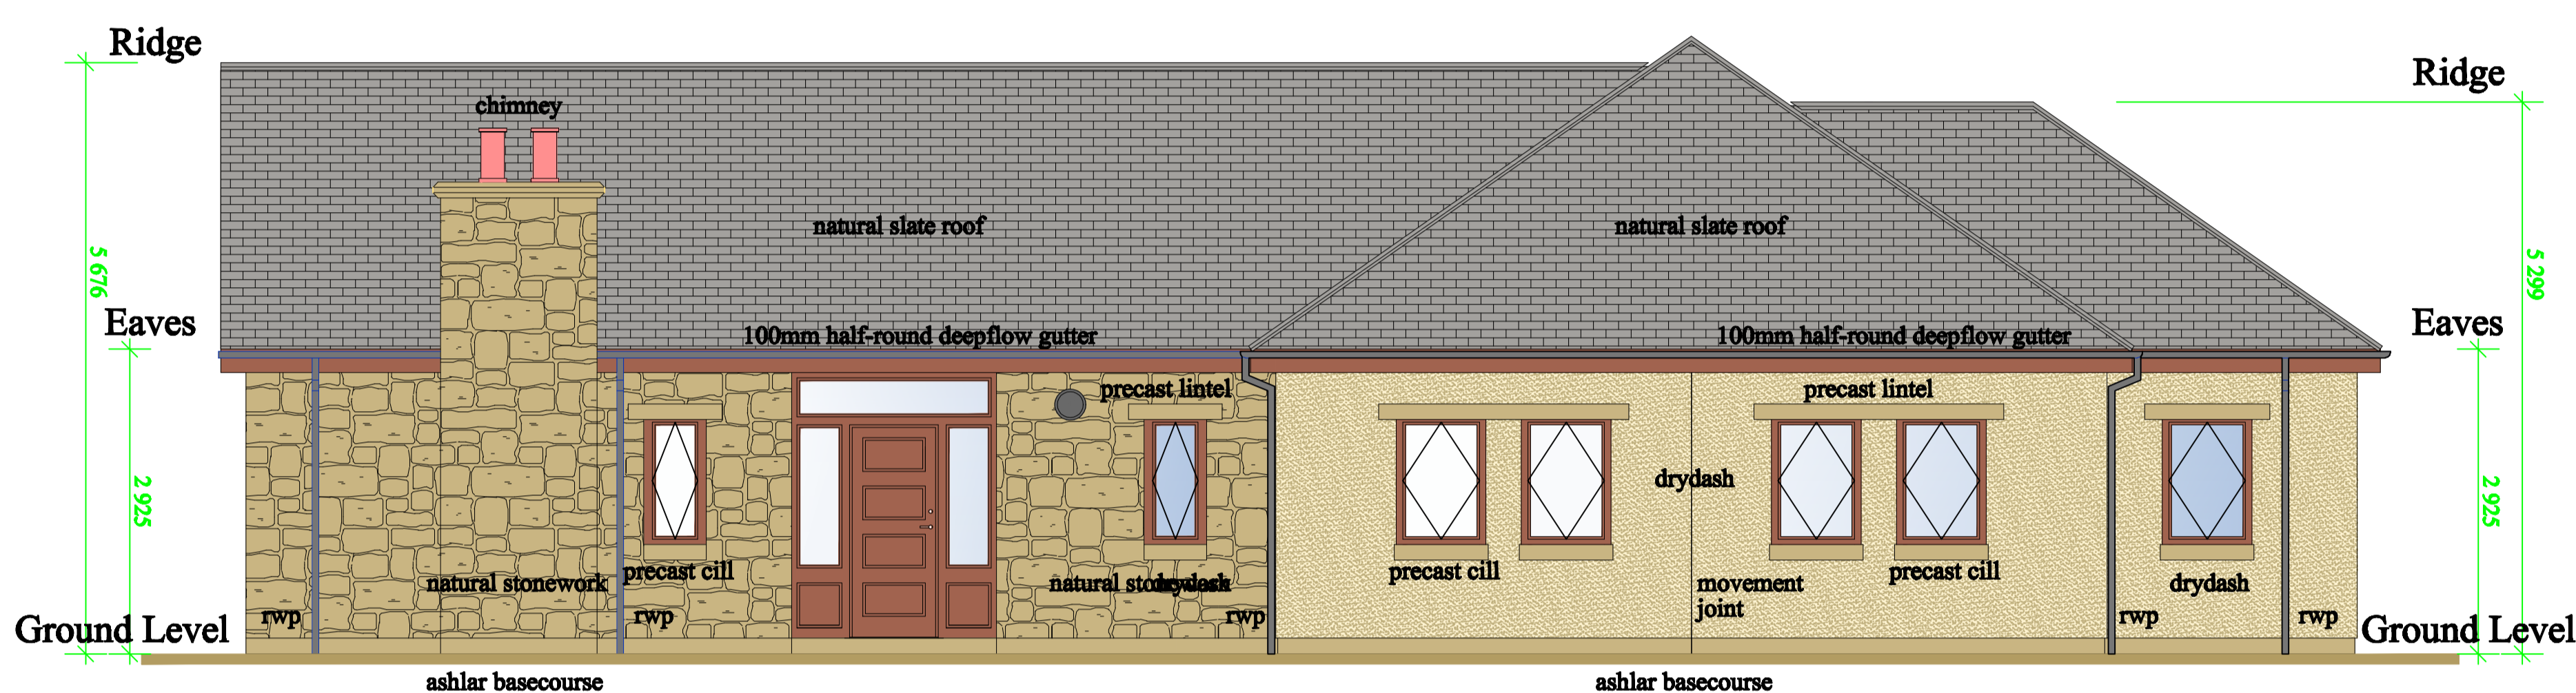 Ridge
Ridge
chimney
natural slate roof
natural slate roof
5 676
5 299
Eaves
100mm half-round deepflow gutter
100mm half-round deepflow gutter
Eaves
precast lintel
precast lintel
drydash
2 925
2 925
natural stonework
precast cill
natural stonework
drydash
precast cill
movement
joint
precast cill
drydash
rwp
rwp
rwp
rwp
rwp
Ground Level
Ground Level
ashlar basecourse
ashlar basecourse